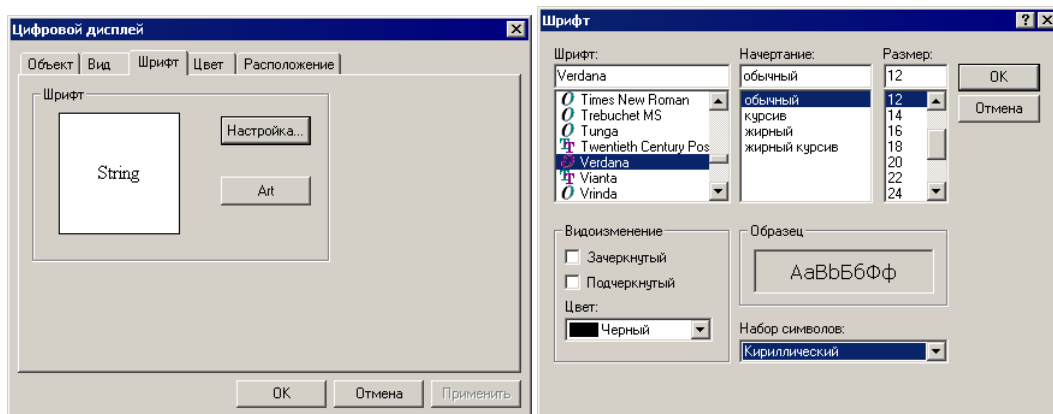 Цифровой дисплей
Объект Вид Шрифт Цвет Расположение
Шрифт
String
Настройка...
Art
OK Отмена Применить
Шрифт
Шрифт: Начертание: Размер:
Verdana обычный 12
Times New Roman обычный 12
Trebuchet MS курсив 14
Tunga жирный 16
Twentieth Century Pos жирный курсив 18
Verdana 20
Vianta 22
Vrinda 24
OK
Отмена
Видоизменение
Зачеркнутый
Подчеркнутый
Цвет:
Черный
Образец
АаВbБбФф
Набор символов:
Кириллический